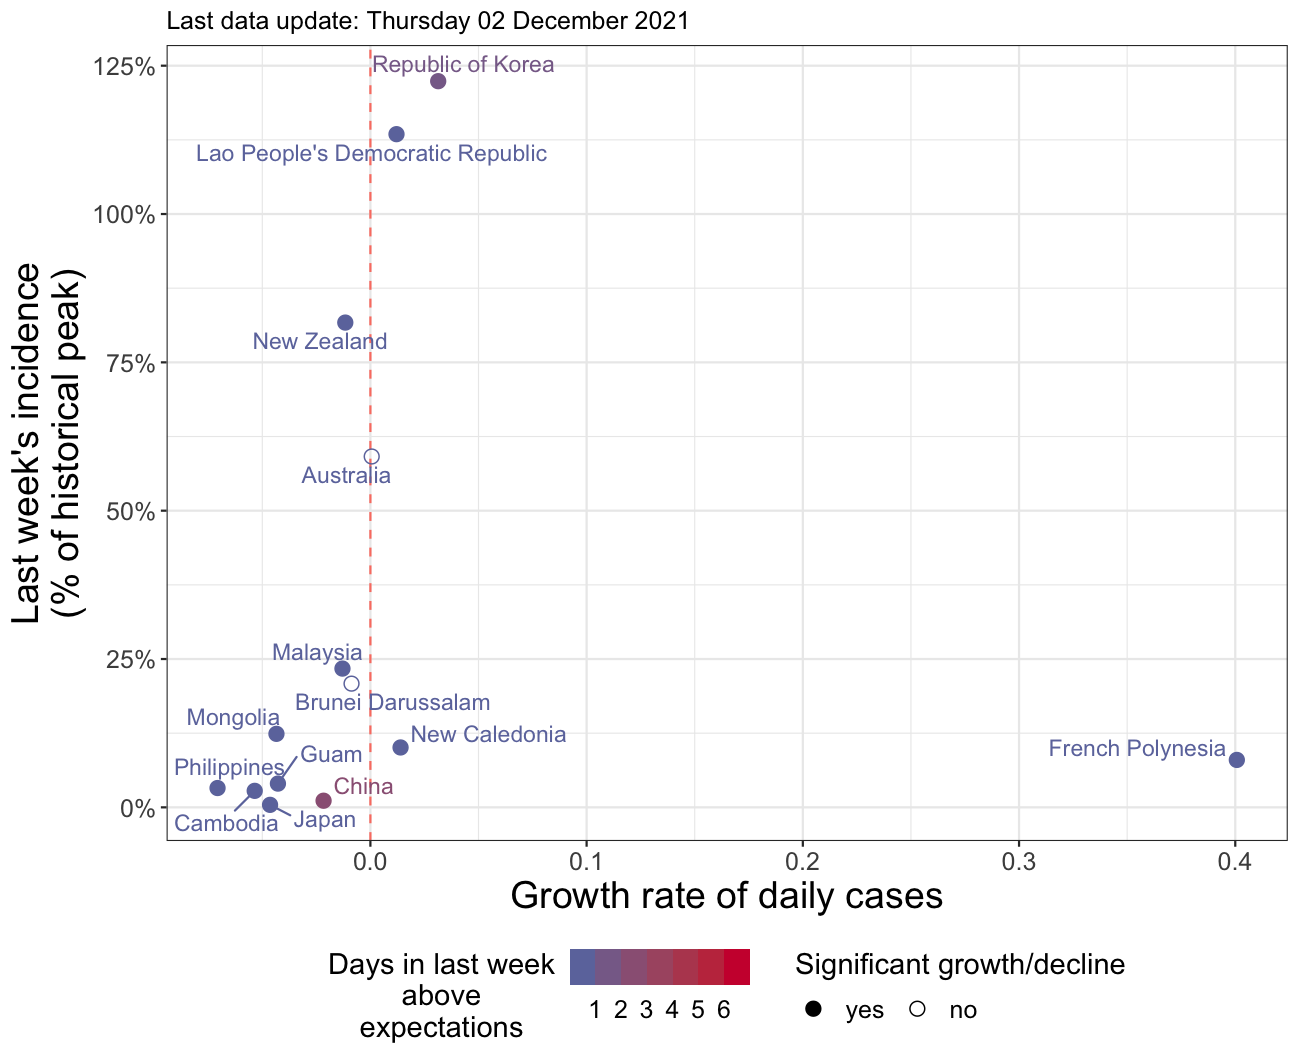 Last data update: Thursday 02 December 2021
125%
100%
75%
50%
25%
0%
Last week's incidence
(% of historical peak)
Republic of Korea
Lao People's Democratic Republic
New Zealand
Australia
Malaysia
Brunei Darussalam
Mongolia
New Caledonia
Guam
French Polynesia
Philippines
China
Cambodia
Japan
0.0 0.1 0.2 0.3 0.4
Growth rate of daily cases
Days in last week
above
expectations
1 2 3 4 5 6
Significant growth/decline
yes no